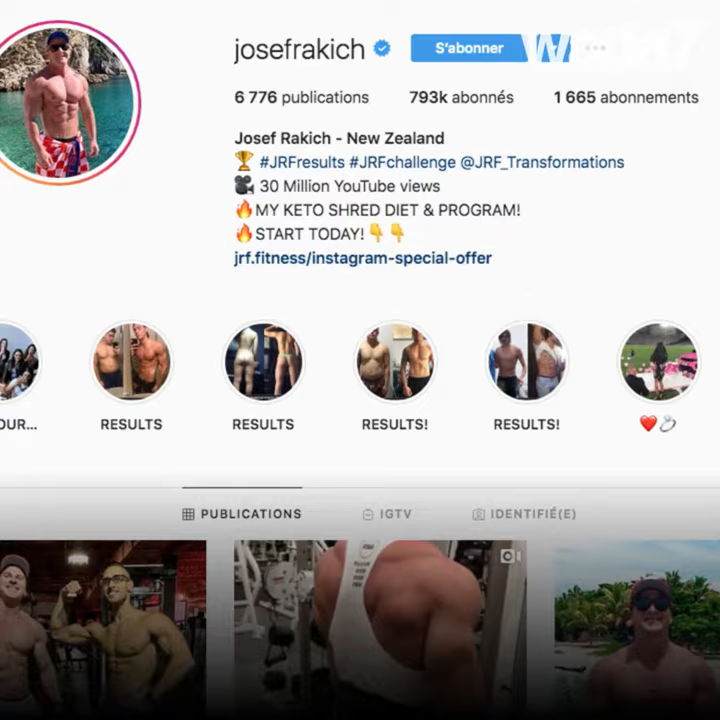 josefrakich
S'abonner
6 776 publications 793k abonnés 1 665 abonnements
Josef Rakich - New Zealand
🏆 #JRFresults #JRFchallenge @JRF_Transformations
🎥 30 Million YouTube views
🔥MY KETO SHRED DIET & PROGRAM!
🔥START TODAY!👇👇
jrf.fitness/instagram-special-offer
OUR... RESULTS RESULTS RESULTS! RESULTS! ❤️💍
PUBLICATIONS IGTV IDENTIFIÉ(E)